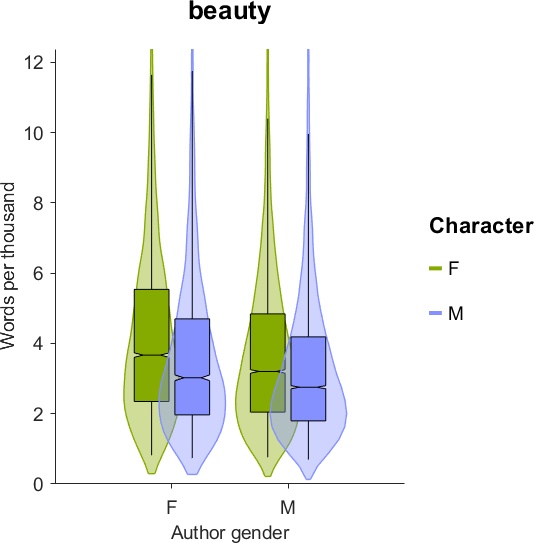 beauty
12
10
8
6
4
2
0
Words per thousand
F
M
Author gender
Character
F
M